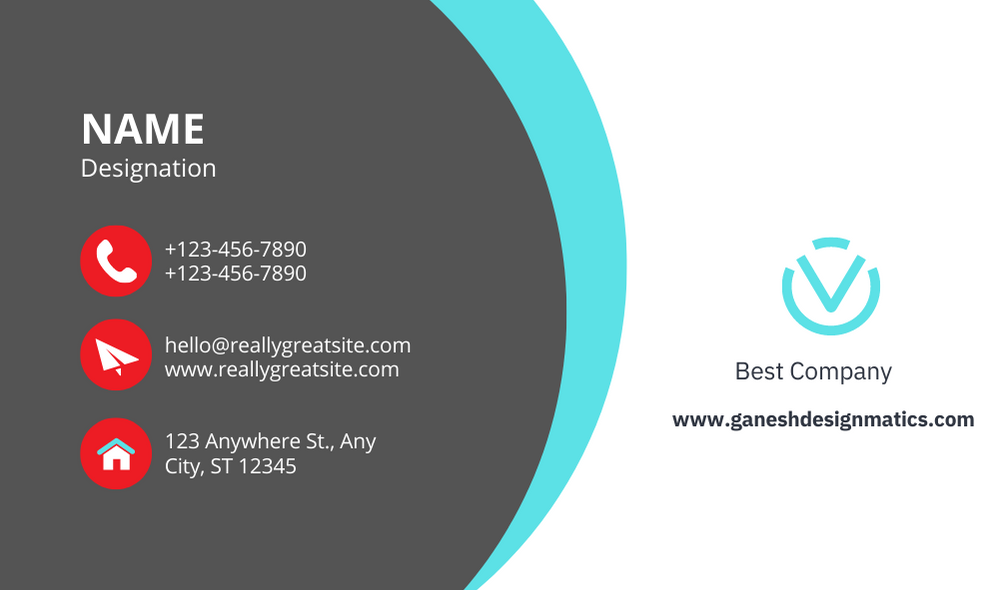 NAME
Designation
+123-456-7890
+123-456-7890
hello@reallygreatsite.com
www.reallygreatsite.com
123 Anywhere St., Any
City, ST 12345
Best Company
www.ganeshdesignmatics.com